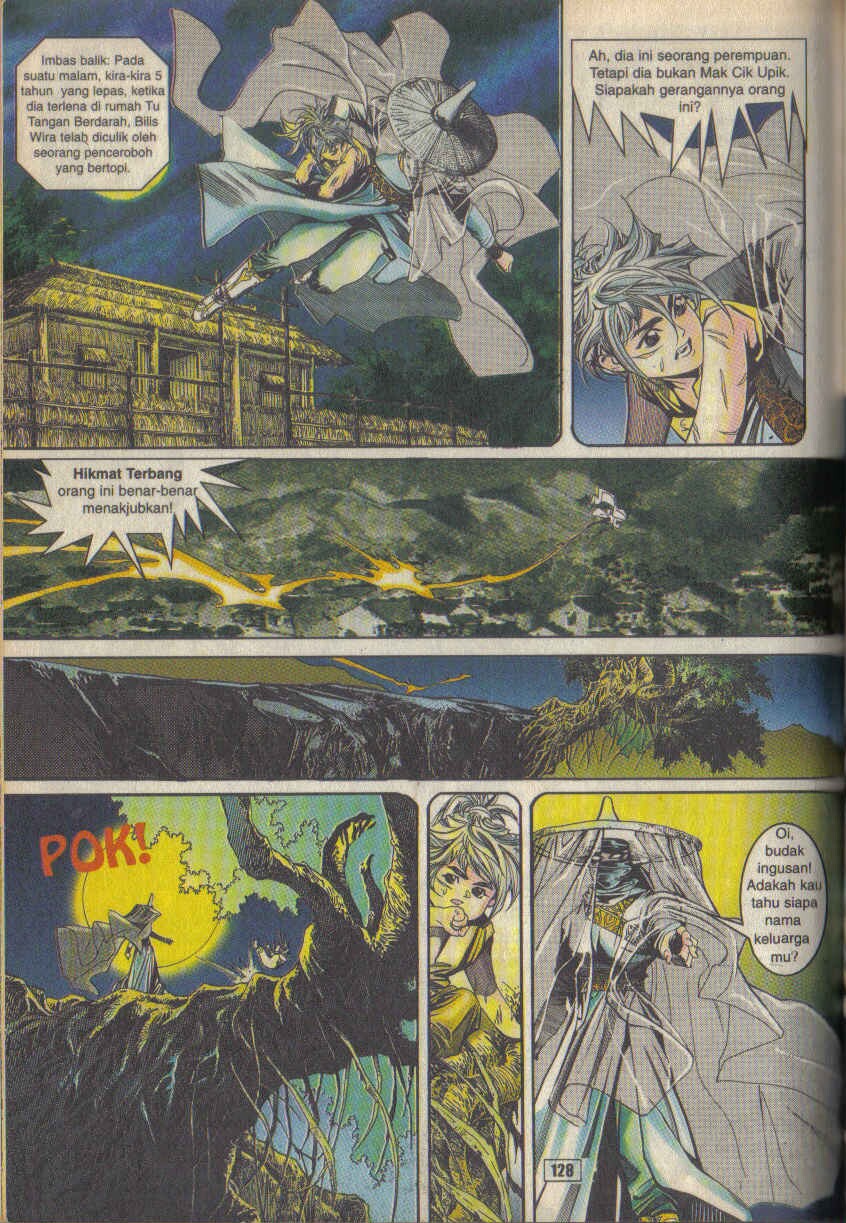 Imbas balik: Pada
suatu malam, kira-kira 5
tahun yang lepas, ketika
dia terlena di rumah Tu
Tangan Berdarah, Bilis
Wira telah diculik oleh
seorang penceroboh
yang bertopi.
Ah, dia ini seorang perempuan.
Tetapi dia bukan Mak Cik Upik.
Siapakah gerangannya orang
ini?
Hikmat Terbang
orang ini benar-benar
menakjubkan!
POK!
Oi,
budak
ingusan!
Adakah kau
tahu siapa
nama
keluarga
mu?
128